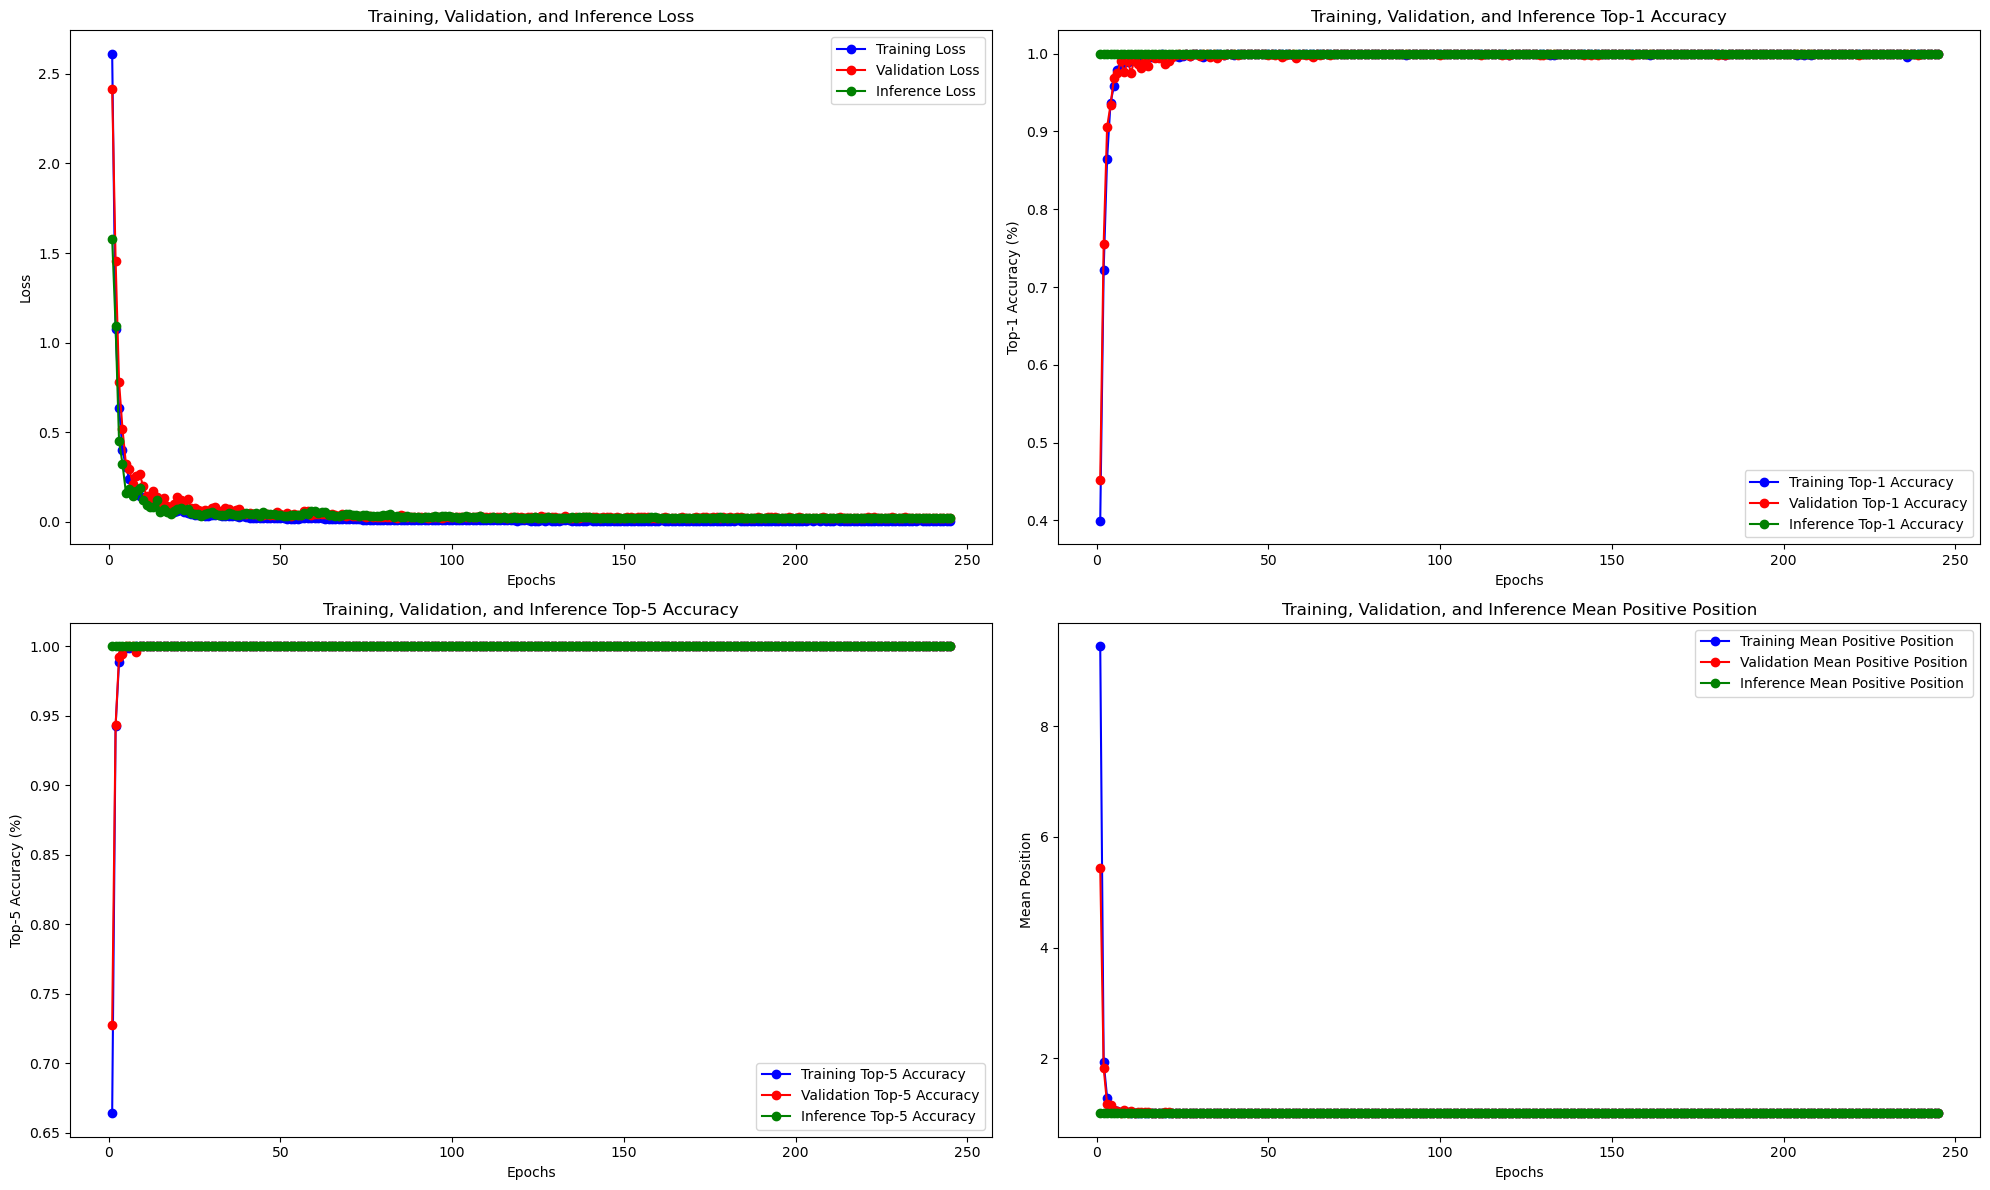 Training, Validation, and Inference Loss
2.5
2.0
1.5
1.0
0.5
0.0
Loss
Training Loss
Validation Loss
Inference Loss
0
50
100
150
200
250
Epochs
Training, Validation, and Inference Top-1 Accuracy
1.0
0.9
0.8
0.7
0.6
0.5
0.4
Top-1 Accuracy (%)
Training Top-1 Accuracy
Validation Top-1 Accuracy
Inference Top-1 Accuracy
0
50
100
150
200
250
Epochs
Training, Validation, and Inference Top-5 Accuracy
1.00
0.95
0.90
0.85
0.80
0.75
0.70
0.65
Top-5 Accuracy (%)
Training Top-5 Accuracy
Validation Top-5 Accuracy
Inference Top-5 Accuracy
0
50
100
150
200
250
Epochs
Training, Validation, and Inference Mean Positive Position
8
6
4
2
Mean Position
Training Mean Positive Position
Validation Mean Positive Position
Inference Mean Positive Position
0
50
100
150
200
250
Epochs